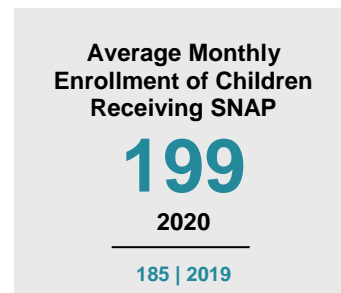 Average Monthly
Enrollment of Children
Receiving SNAP
199
2020
185 | 2019